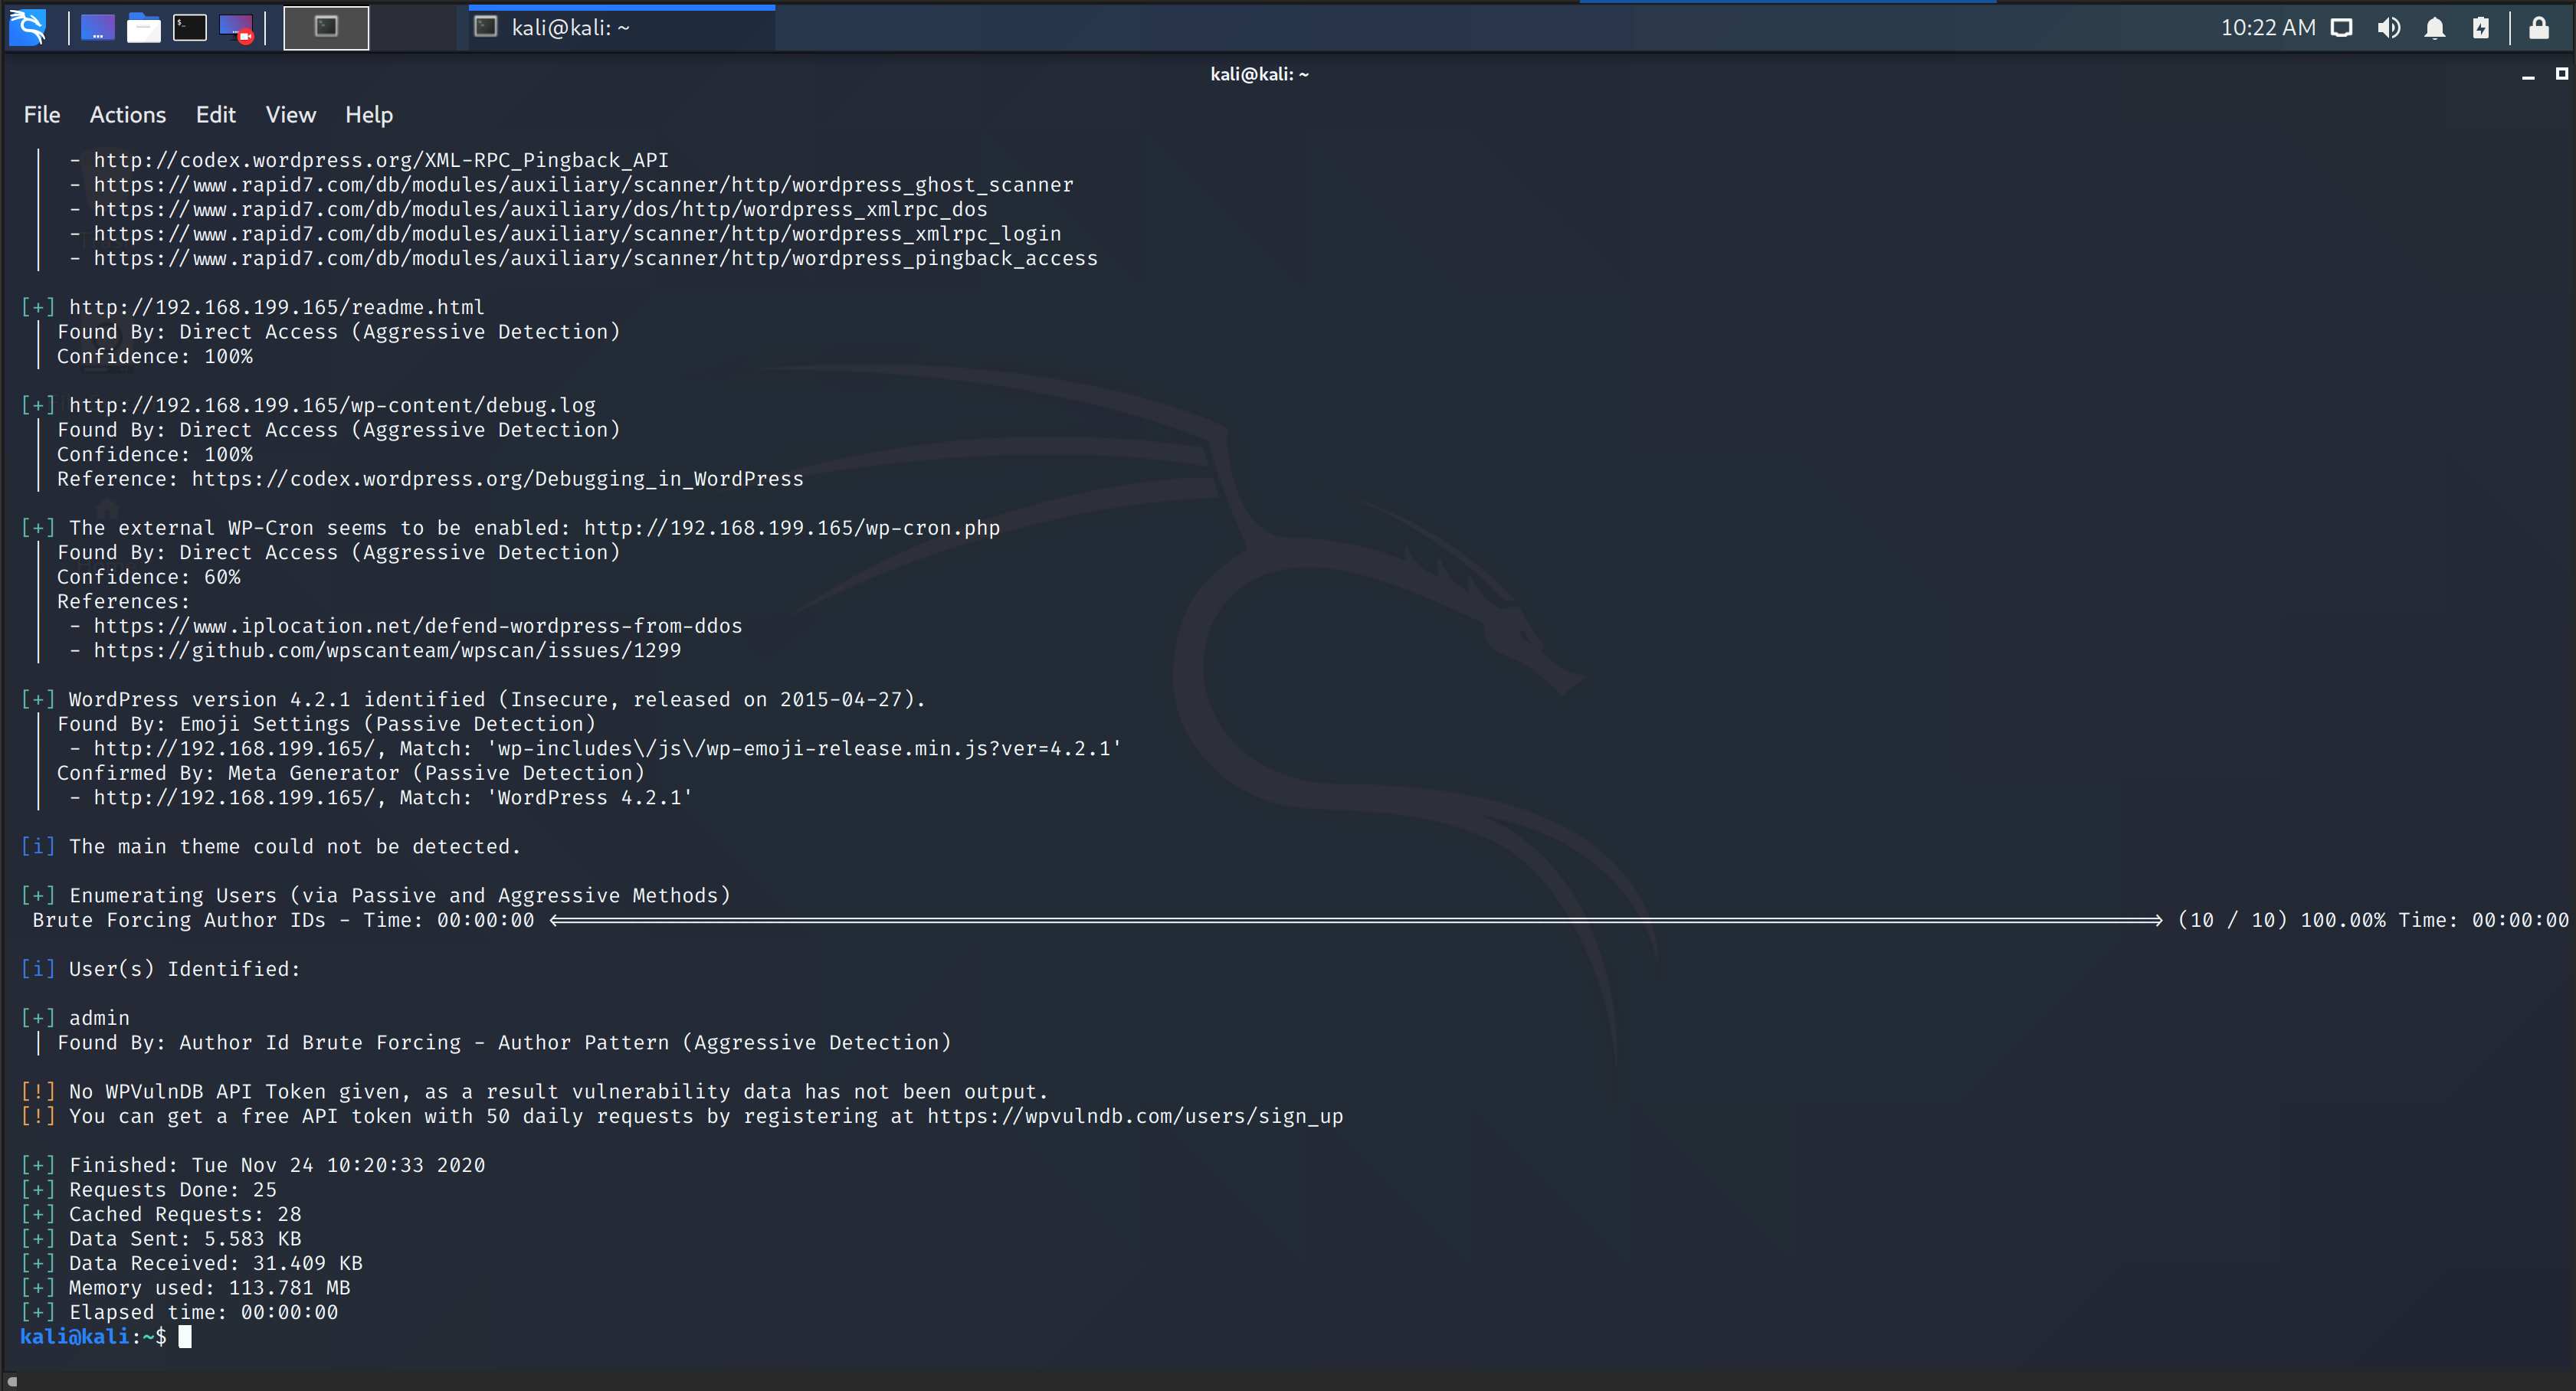 kali@kali: ~
10:22 AM
kali@kali: ~
File Actions Edit View Help
| - http://codex.wordpress.org/XML-RPC_Pingback_API
| - https://www.rapid7.com/db/modules/auxiliary/scanner/http/wordpress_ghost_scanner
| - https://www.rapid7.com/db/modules/auxiliary/dos/http/wordpress_xmlrpc_dos
| - https://www.rapid7.com/db/modules/auxiliary/scanner/http/wordpress_xmlrpc_login
| - https://www.rapid7.com/db/modules/auxiliary/scanner/http/wordpress_pingback_access
[+] http://192.168.199.165/readme.html
| Found By: Direct Access (Aggressive Detection)
| Confidence: 100%
[+] http://192.168.199.165/wp-content/debug.log
| Found By: Direct Access (Aggressive Detection)
| Confidence: 100%
| Reference: https://codex.wordpress.org/Debugging_in_WordPress
[+] The external WP-Cron seems to be enabled: http://192.168.199.165/wp-cron.php
| Found By: Direct Access (Aggressive Detection)
| Confidence: 60%
| References:
| - https://www.iplocation.net/defend-wordpress-from-ddos
| - https://github.com/wpscanteam/wpscan/issues/1299
[+] WordPress version 4.2.1 identified (Insecure, released on 2015-04-27).
| Found By: Emoji Settings (Passive Detection)
| - http://192.168.199.165/, Match: 'wp-includes\/js\/wp-emoji-release.min.js?ver=4.2.1'
| Confirmed By: Meta Generator (Passive Detection)
| - http://192.168.199.165/, Match: 'WordPress 4.2.1'
[i] The main theme could not be detected.
[+] Enumerating Users (via Passive and Aggressive Methods)
Brute Forcing Author IDs - Time: 00:00:00 <=====> (10 / 10) 100.00% Time: 00:00:00
[i] User(s) Identified:
[+] admin
| Found By: Author Id Brute Forcing - Author Pattern (Aggressive Detection)
[!] No WPVulnDB API Token given, as a result vulnerability data has not been output.
[!] You can get a free API token with 50 daily requests by registering at https://wpvulndb.com/users/sign_up
[+] Finished: Tue Nov 24 10:20:33 2020
[+] Requests Done: 25
[+] Cached Requests: 28
[+] Data Sent: 5.583 KB
[+] Data Received: 31.409 KB
[+] Memory used: 113.781 MB
[+] Elapsed time: 00:00:00
kali@kali:~$